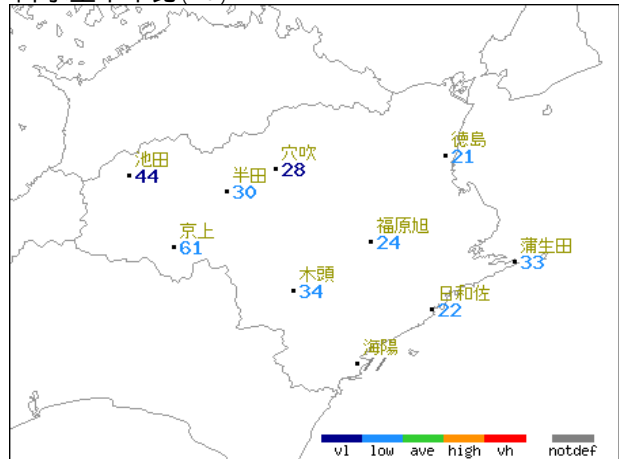 徳島
21
穴吹
28
池田
44
半田
30
福原旭
24
京上
61
蒲生田
33
木頭
34
日和佐
22
海陽
vl low ave high vh notdef